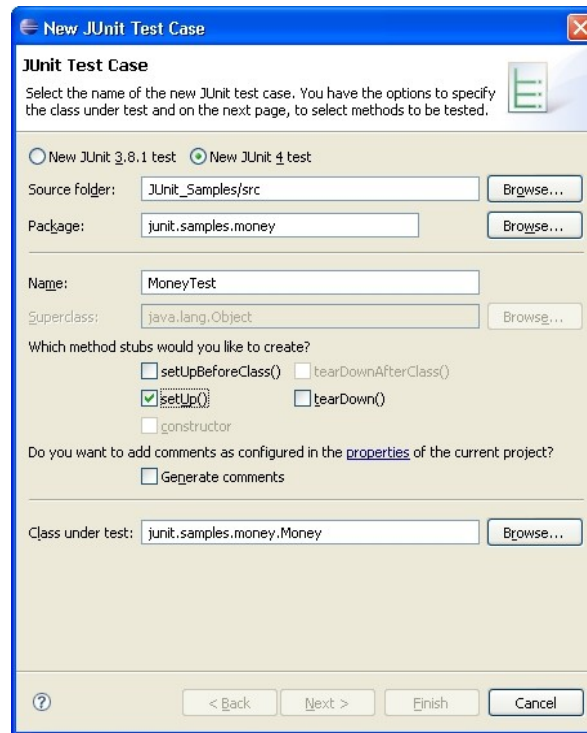 New JUnit Test Case
JUnit Test Case
Select the name of the new JUnit test case. You have the options to specify
the class under test and on the next page, to select methods to be tested.
New JUnit 3.8.1 test New JUnit 4 test
Source folder: JUnit_Samples/src Browse...
Package: junit.samples.money Browse...
Name: MoneyTest
Superclass: java.lang.Object Browse...
Which method stubs would you like to create?
setUpBeforeClass() tearDownAfterClass()
setUp() tearDown()
constructor
Do you want to add comments as configured in the properties of the current project?
Generate comments
Class under test: junit.samples.money.Money Browse...
? < Back Next > Finish Cancel